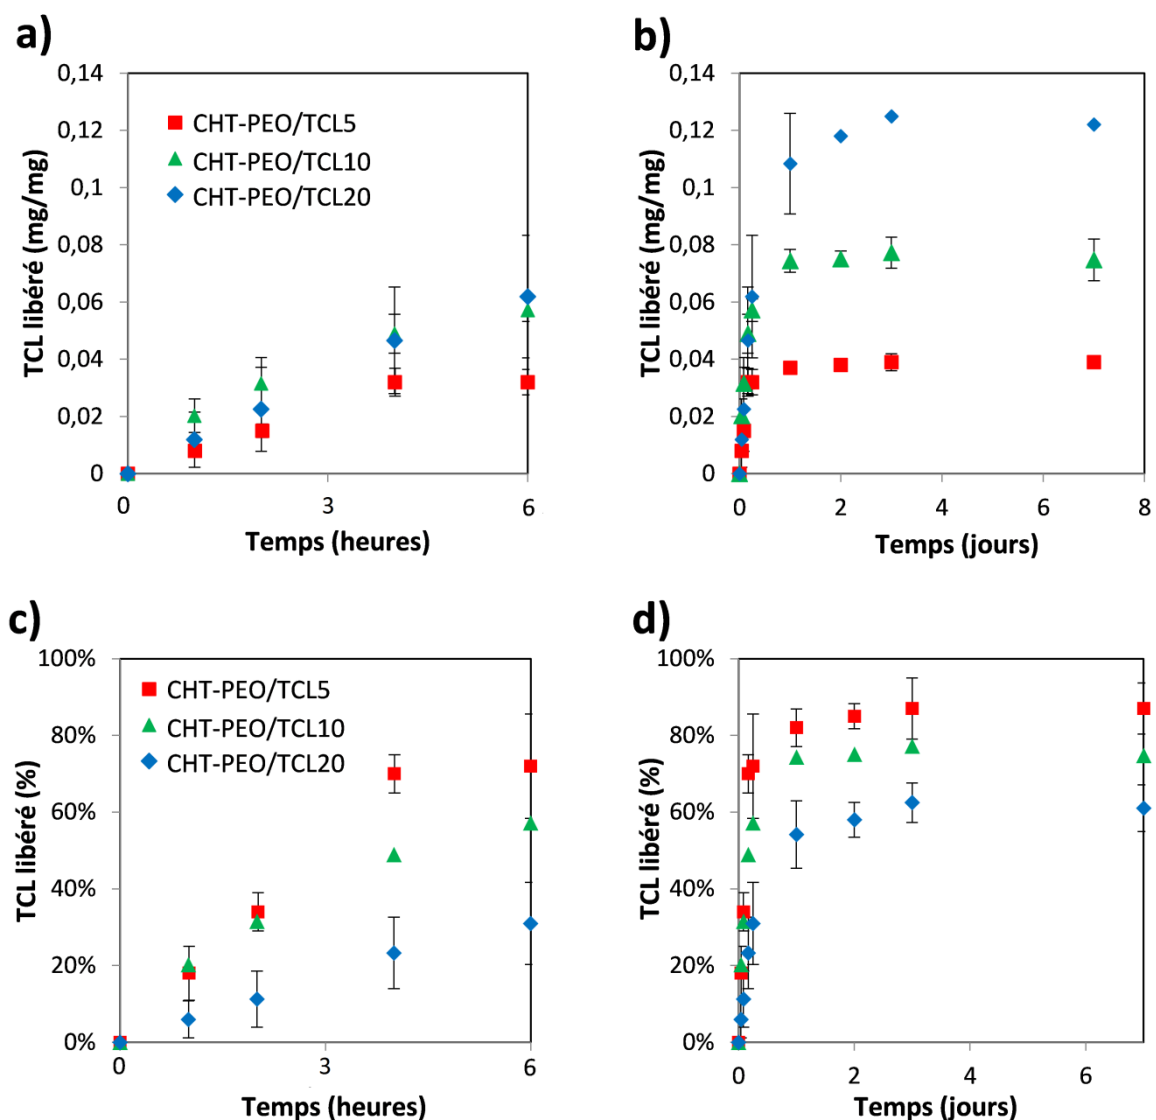 a)
TCL libéré (mg/mg)
0,14
0,12
0,1
0,08
0,06
0,04
0,02
0
CHT-PEO/TCL5
CHT-PEO/TCL10
CHT-PEO/TCL20
0
3
6
Temps (heures)
b)
TCL libéré (mg/mg)
0,14
0,12
0,1
0,08
0,06
0,04
0,02
0
0
2
4
6
8
Temps (jours)
c)
TCL libéré (%)
100%
80%
60%
40%
20%
0%
CHT-PEO/TCL5
CHT-PEO/TCL10
CHT-PEO/TCL20
0
3
6
Temps (heures)
d)
TCL libéré (%)
100%
80%
60%
40%
20%
0%
0
2
4
6
Temps (jours)